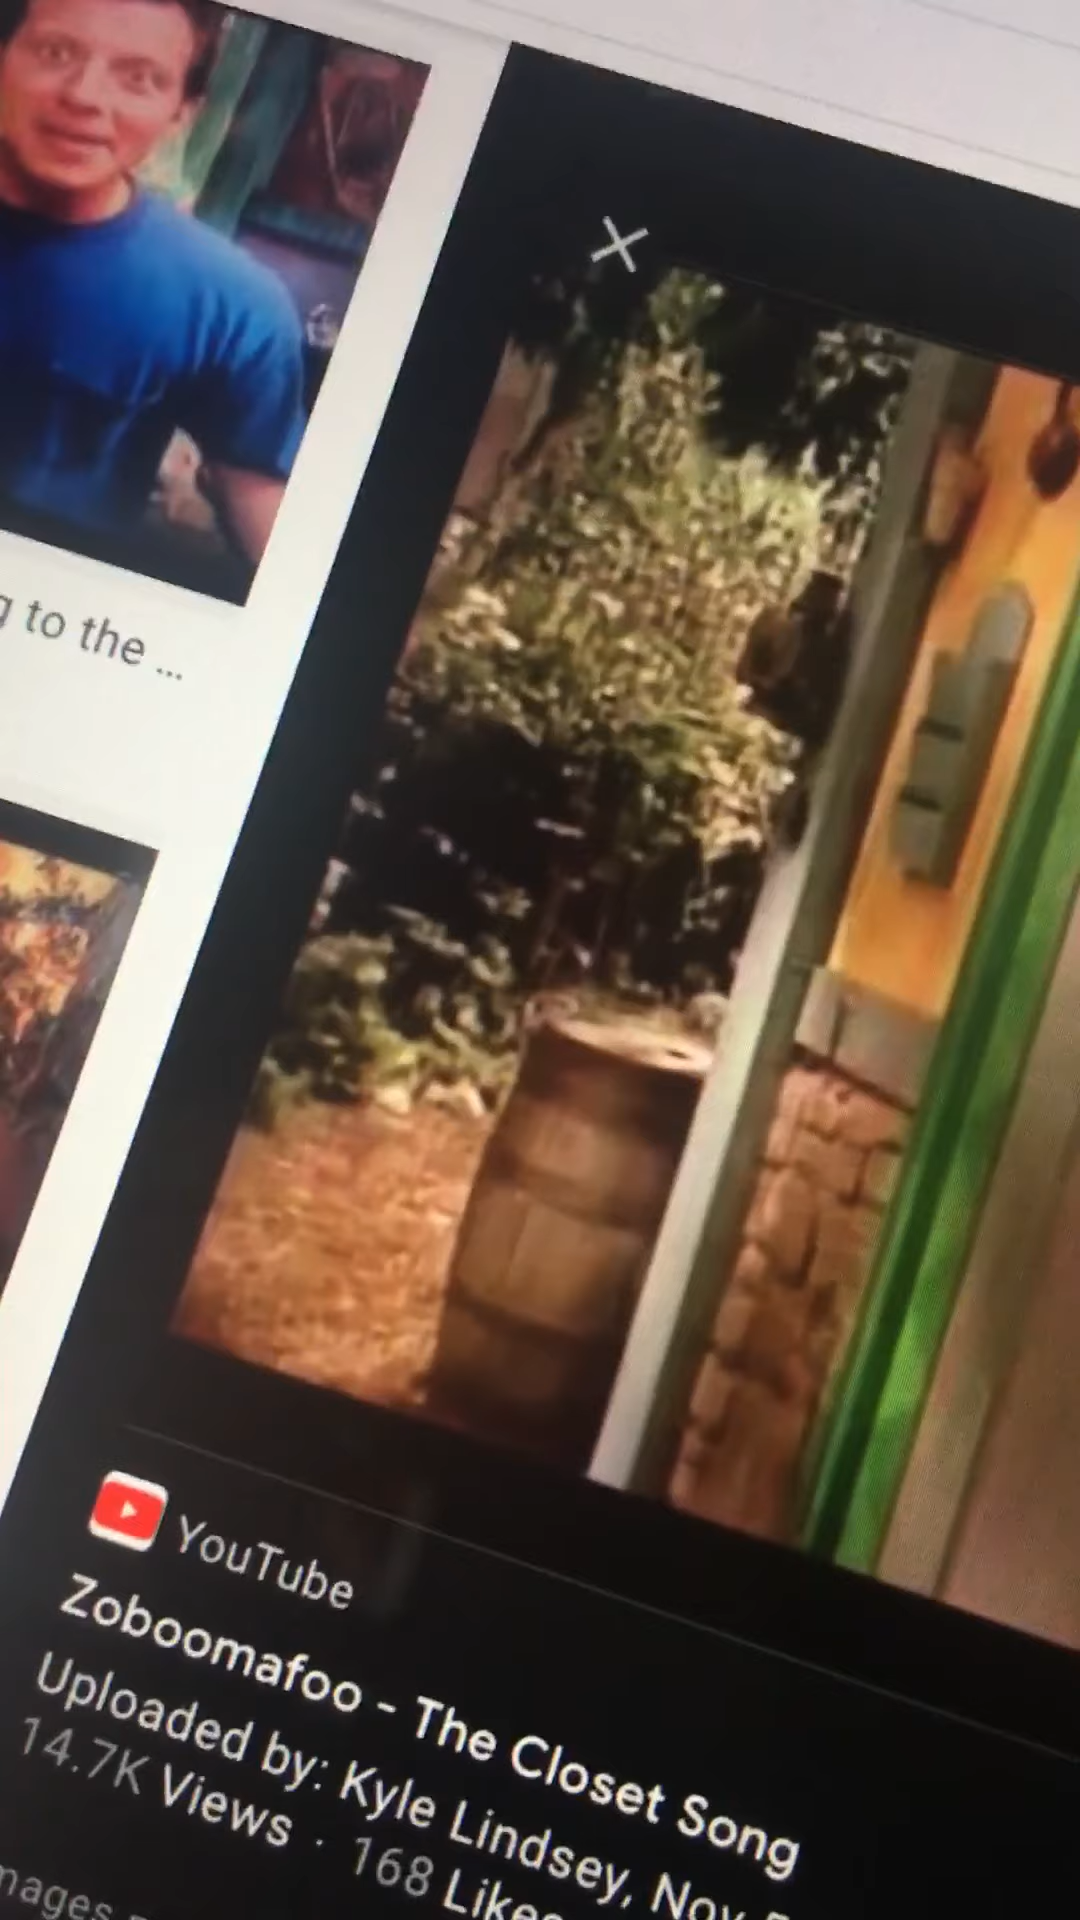 to the ...
YouTube
Zoboomafoo - The Closet Song
Uploaded by: Kyle Lindsey, Nov
14.7K Views · 168 Likes